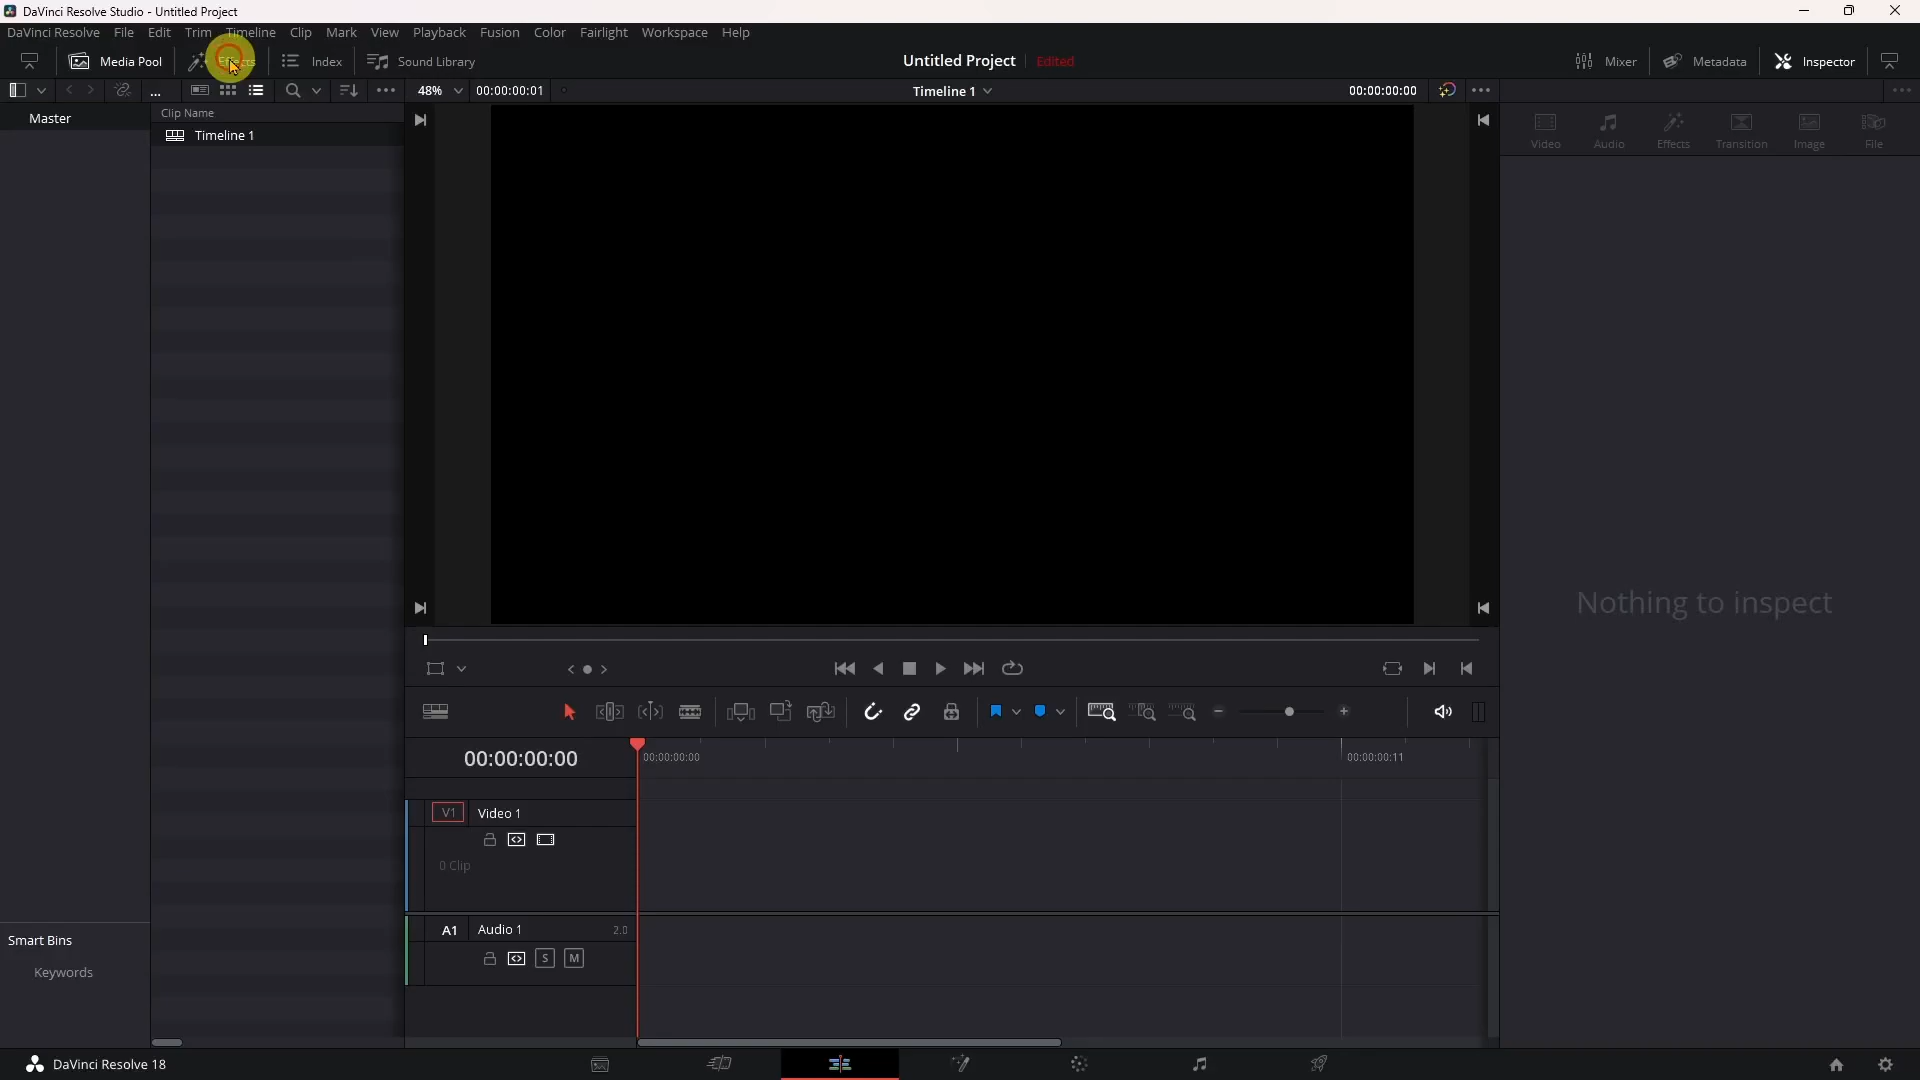 DaVinci Resolve Studio - Untitled Project
DaVinci Resolve File Edit Trim Timeline Clip Mark View Playback Fusion Color Fairlight Workspace Help
Media Pool Effects Index Sound Library Untitled Project Edited Mixer Metadata Inspector
... 48% 00:00:00:01 Timeline 1 00:00:00:00
Master Clip Name
Timeline 1
Video Audio Effects Transition Image File
Nothing to inspect
00:00:00:00 00:00:00:00 00:00:00:11
V1 Video 1
0 Clip
A1 Audio 1 2.0
S M
Smart Bins
Keywords
DaVinci Resolve 18